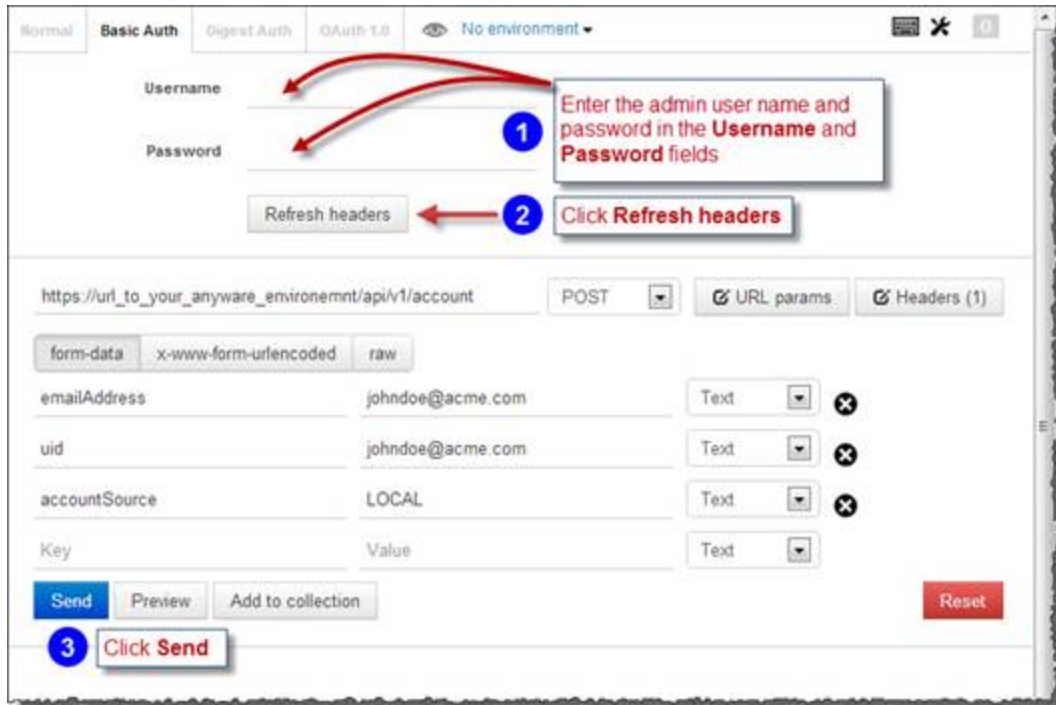 Normal Basic Auth Digest Auth OAuth 1.0 No environment 0
Username
Enter the admin user name and
1 password in the Username and
Password Password fields
Refresh headers 2 Click Refresh headers
https://url_to_your_anyware_environemnt/api/v1/account POST URL params Headers (1)
form-data x-www-form-urlencoded raw
emailAddress johndoe@acme.com Text
uid johndoe@acme.com Text
accountSource LOCAL Text
Key Value Text
Send Preview Add to collection Reset
3 Click Send